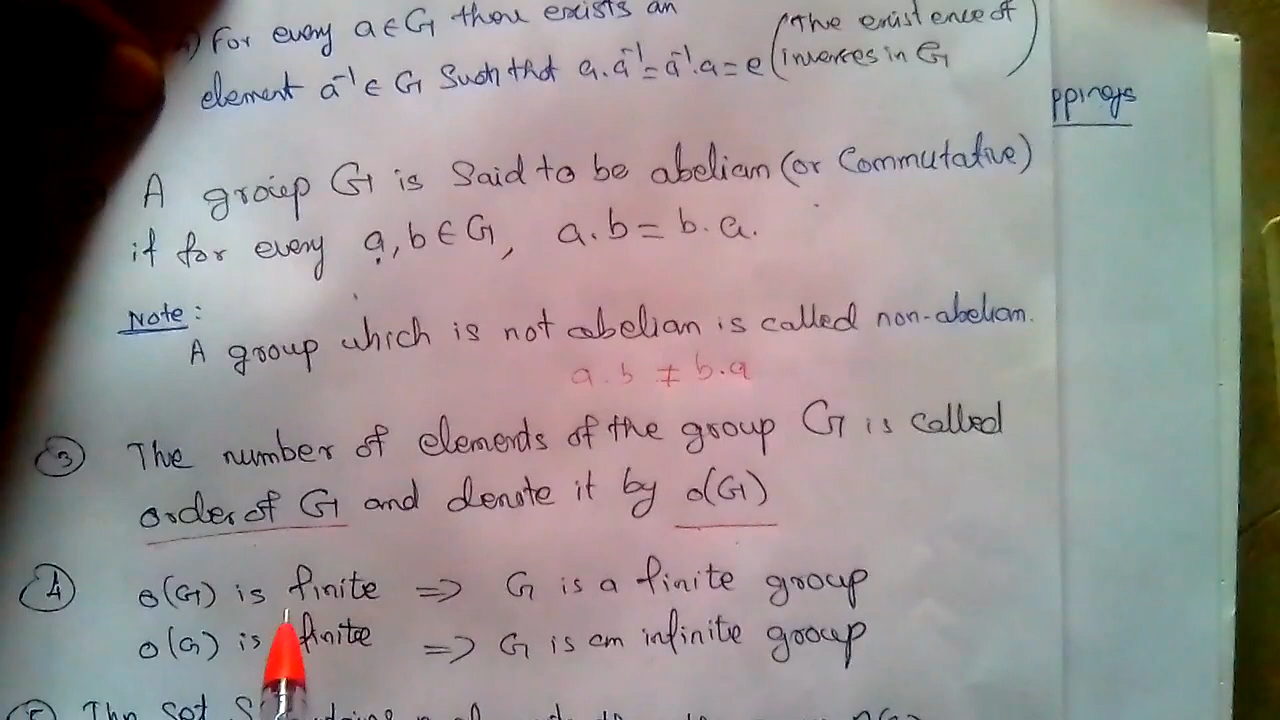 For every a∈G there exists an
element a⁻¹ ∈ G Such that a.a⁻¹=a⁻¹.a=e (The existence of inverses in G)
ppings
A group G is Said to be abelian (or Commutative)
if for every a,b∈G, a.b = b.a.
Note:
A group which is not abelian is called non-abelian.
a.b ≠ b.a
③ The number of elements of the group G is called
order of G and denote it by o(G)
④ o(G) is finite => G is a finite group
o(G) is finite => G is an infinite group
The Set